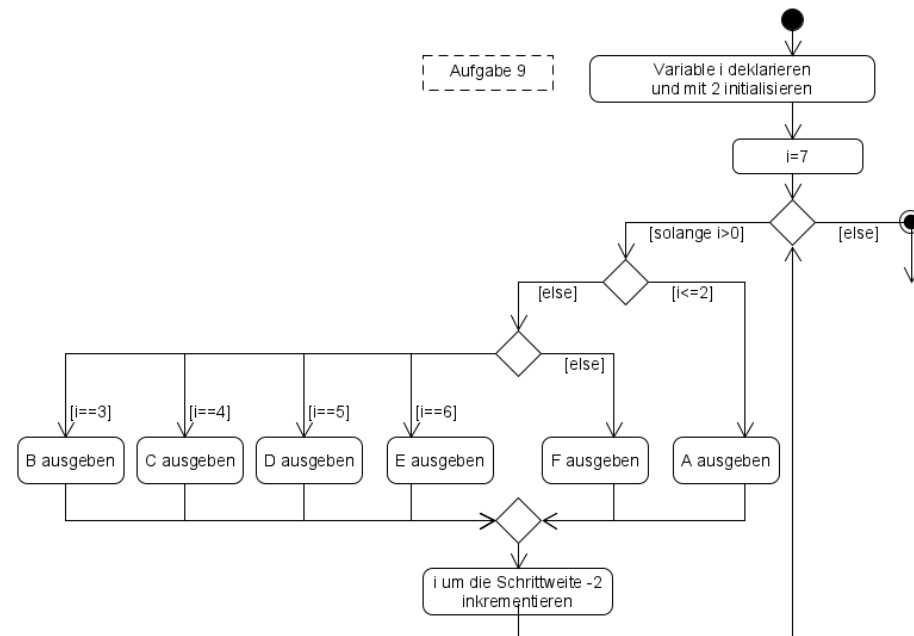 Aufgabe 9
Variable i deklarieren
und mit 2 initialisieren
i=7
[solange i>0]
[else]
[else]
[i<=2]
[else]
[i==3]
[i==4]
[i==5]
[i==6]
B ausgeben
C ausgeben
D ausgeben
E ausgeben
F ausgeben
A ausgeben
i um die Schrittweite -2
inkrementieren